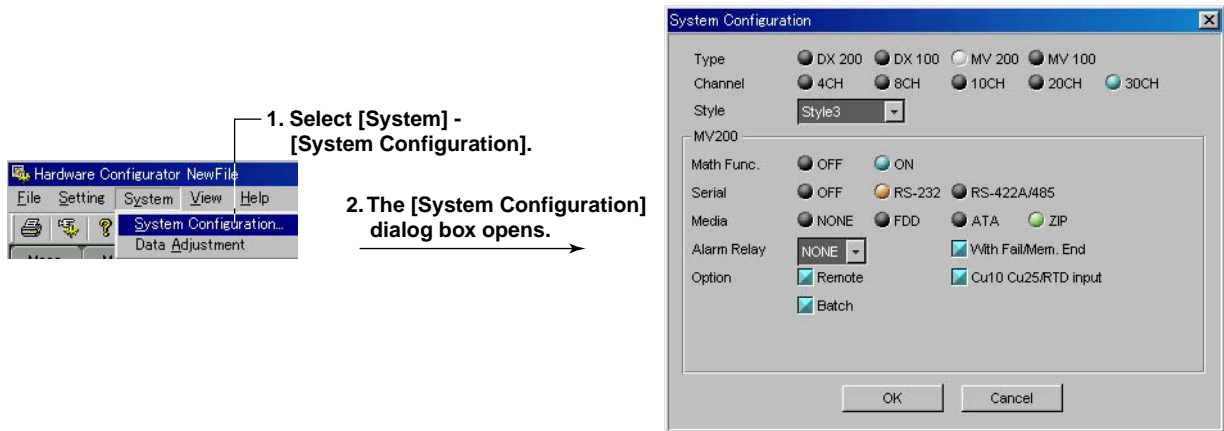 1. Select [System] -
[System Configuration].
Hardware Configurator NewFile
File Setting System View Help
System Configuration...
Data Adjustment
2. The [System Configuration]
dialog box opens.
System Configuration
Type DX 200 DX 100 MV 200 MV 100
Channel 4CH 8CH 10CH 20CH 30CH
Style Style3
MV200
Math Func. OFF ON
Serial OFF RS-232 RS-422A/485
Media NONE FDD ATA ZIP
Alarm Relay NONE With Fail/Mem. End
Option Remote Cu10 Cu25/RTD input
Batch
OK Cancel